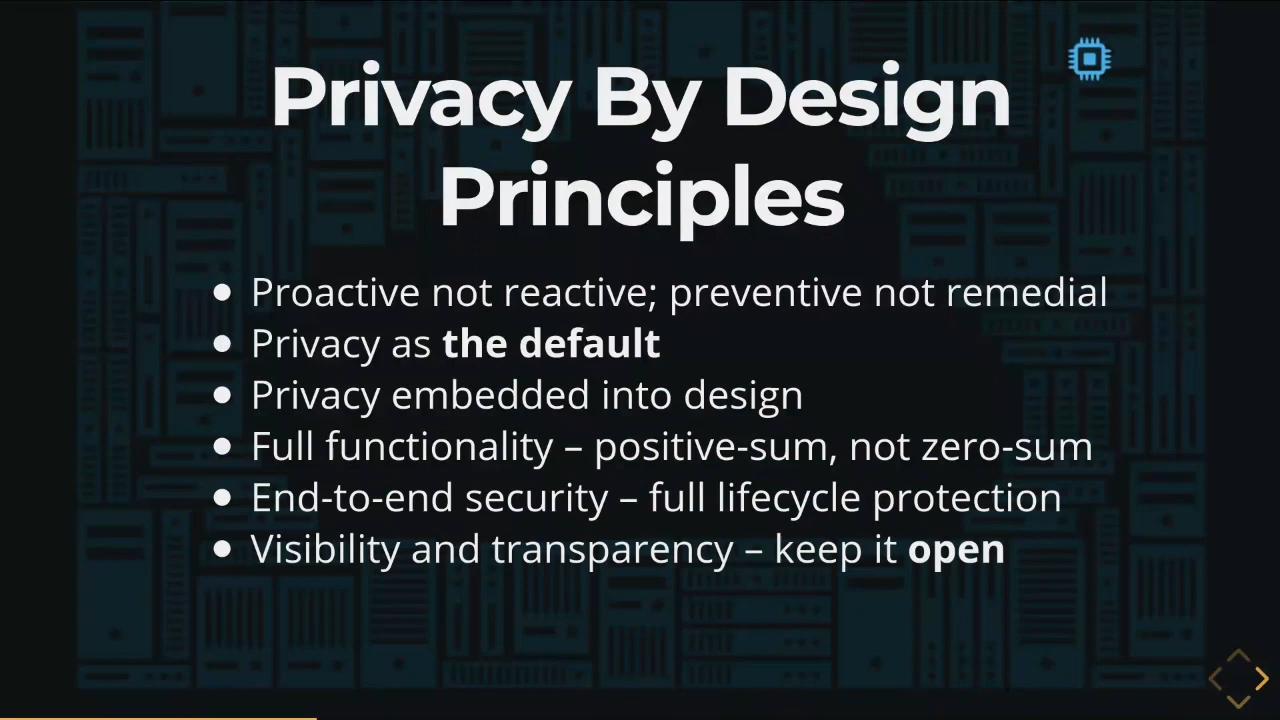 Privacy By Design
Principles
Proactive not reactive; preventive not remedial
Privacy as the default
Privacy embedded into design
Full functionality – positive-sum, not zero-sum
End-to-end security – full lifecycle protection
Visibility and transparency – keep it open